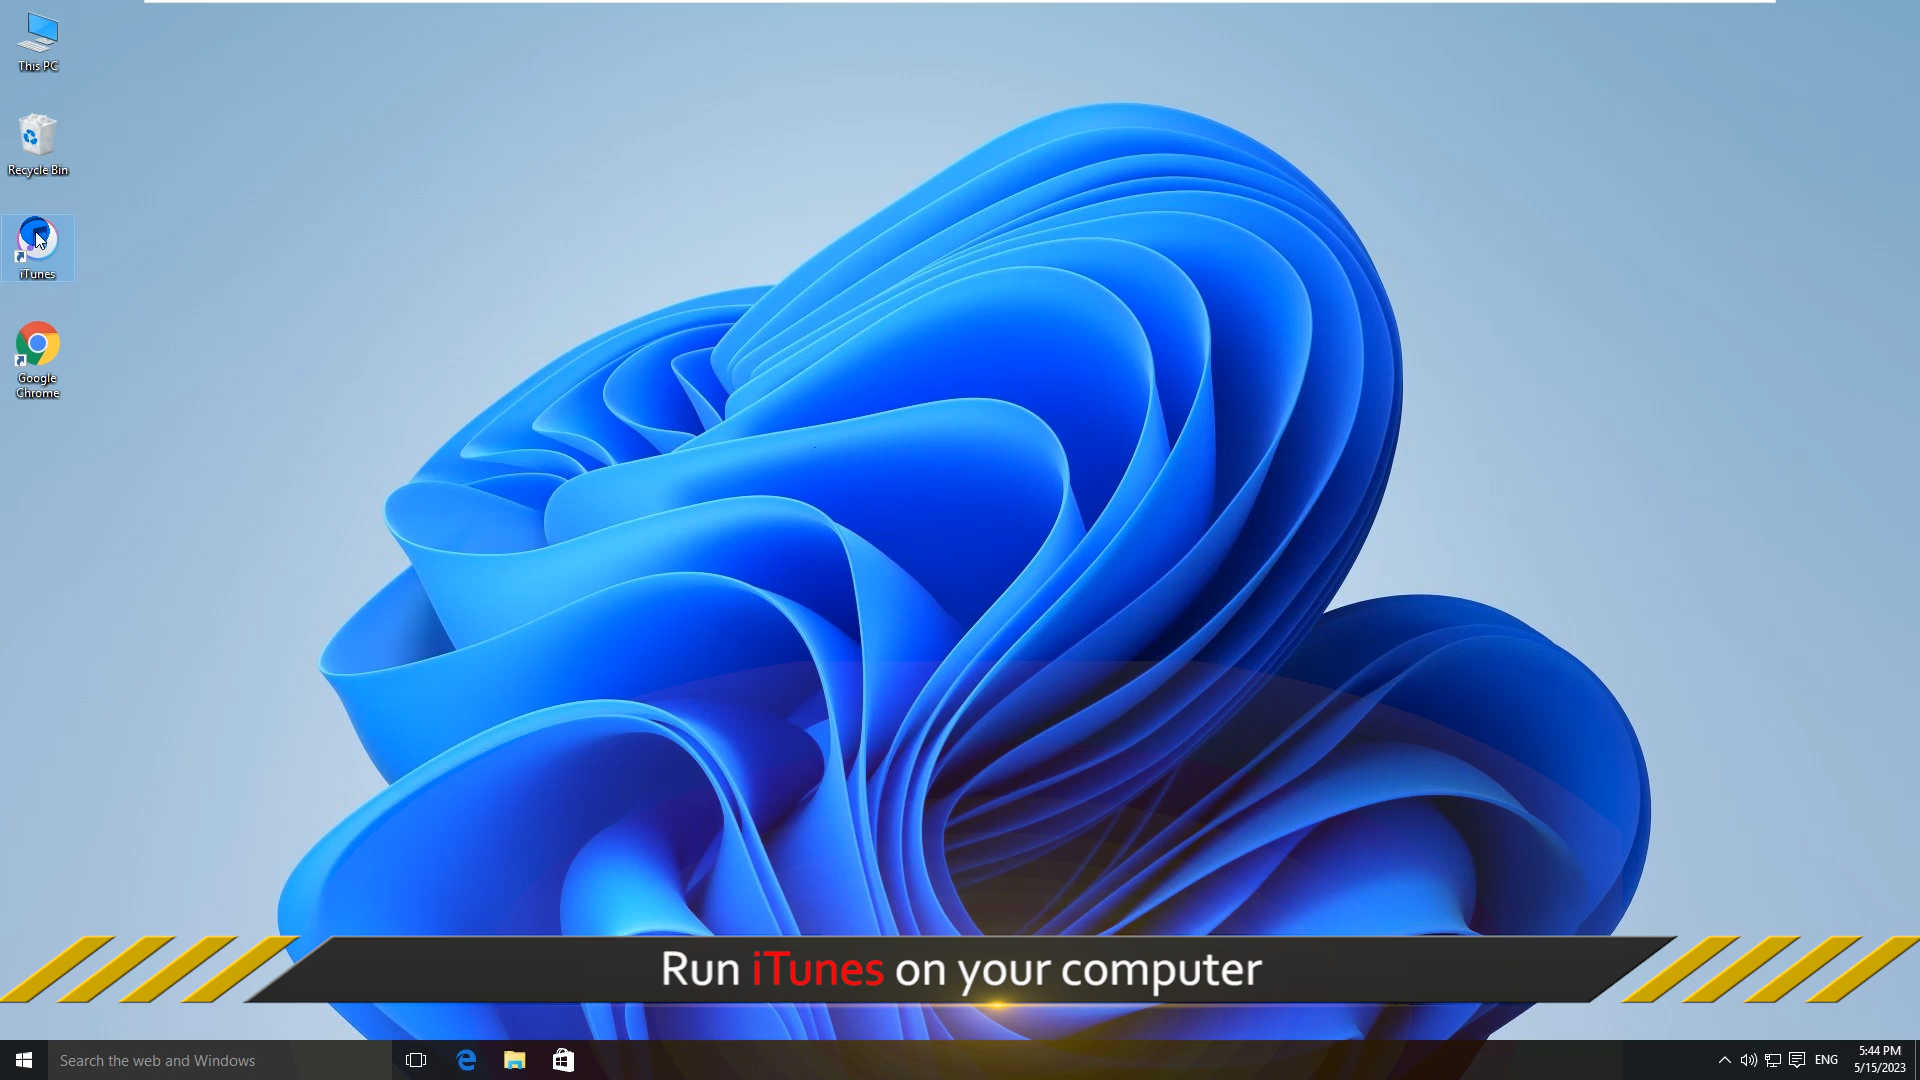 This PC
Recycle Bin
iTunes
Google
Chrome
Run iTunes on your computer
Search the web and Windows
ENG
5:44 PM
5/15/2023